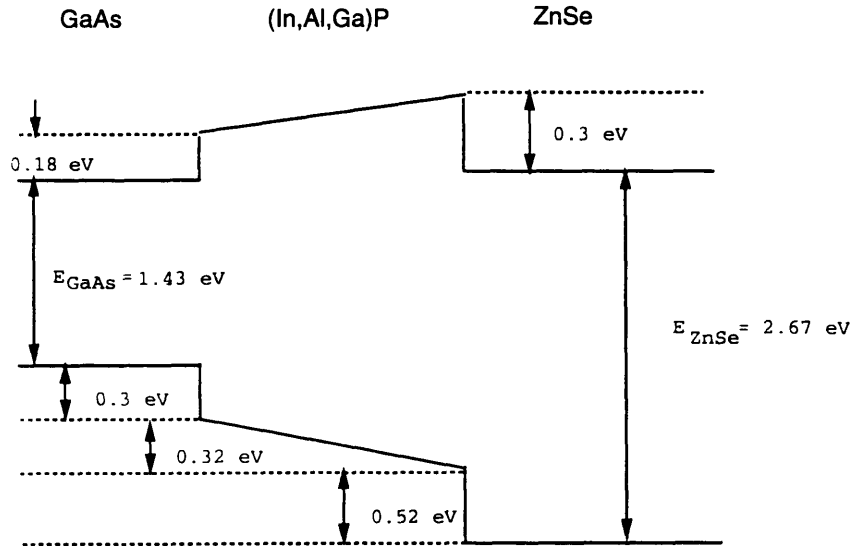 GaAs (In,Al,Ga)P ZnSe
0.3 eV
0.18 eV
E_GaAs = 1.43 eV
E_ZnSe = 2.67 eV
0.3 eV
0.32 eV
0.52 eV